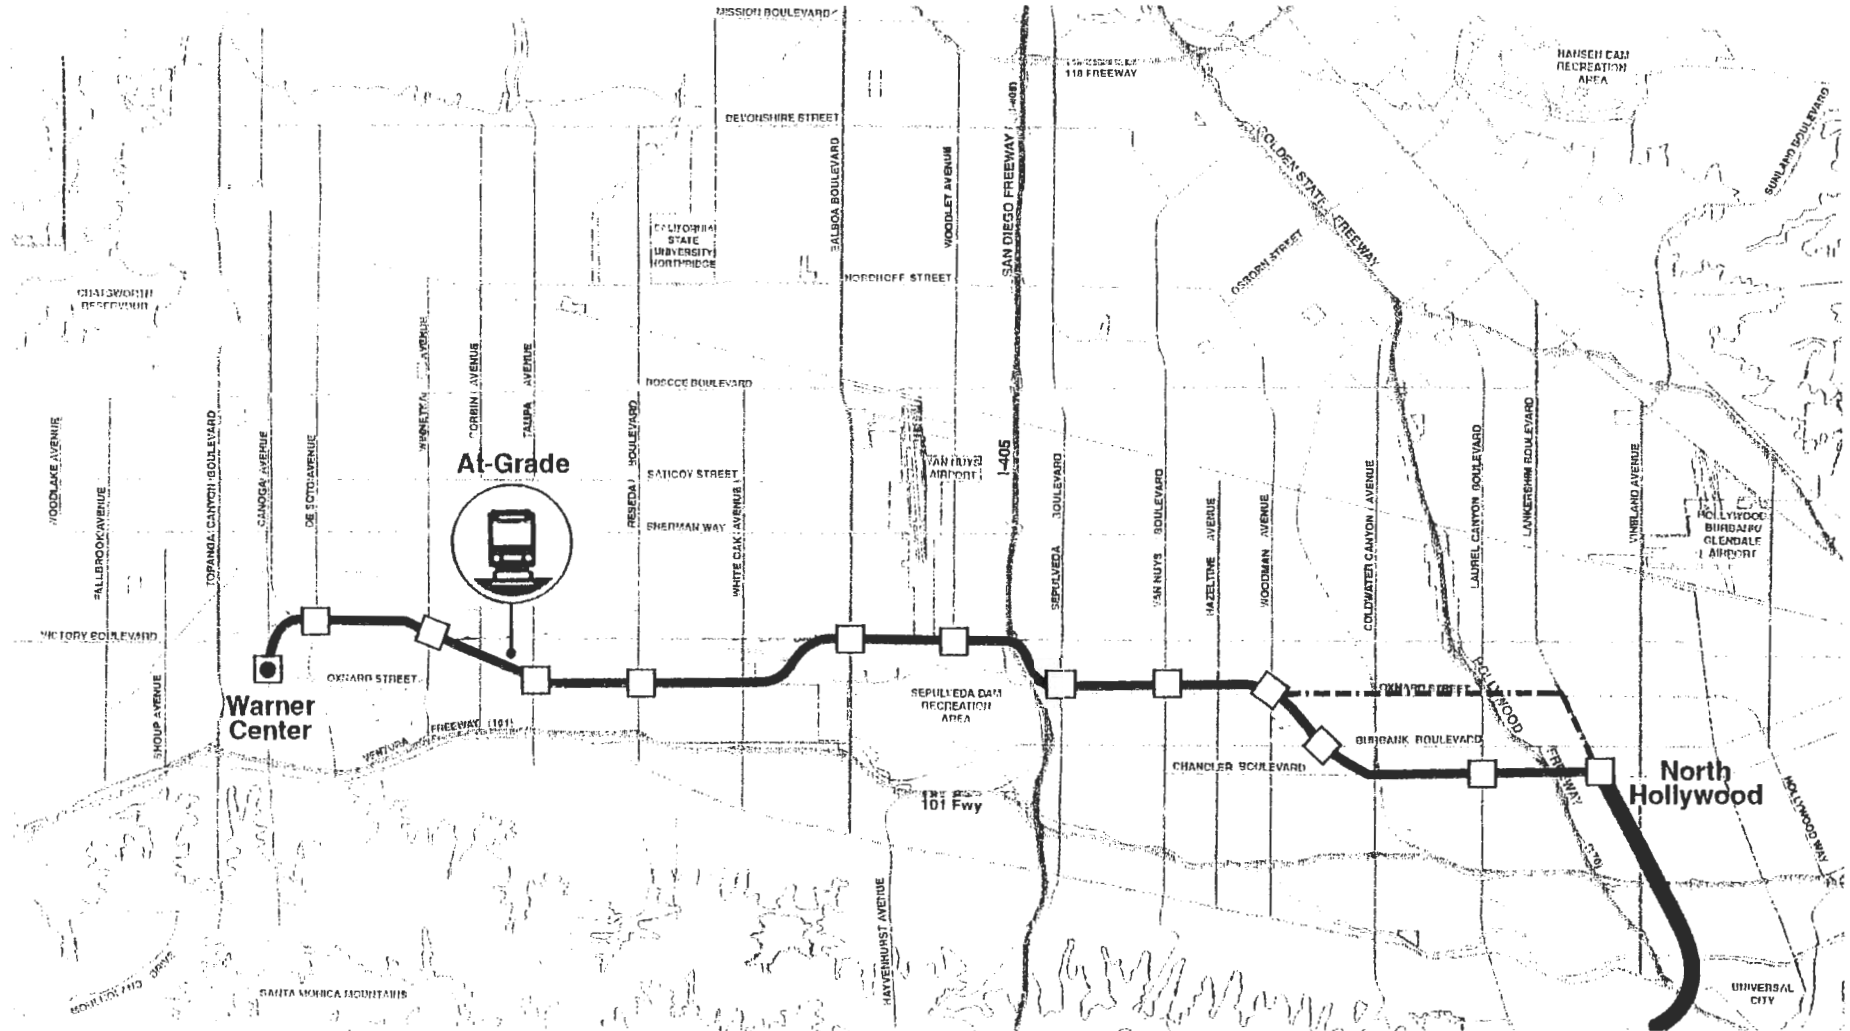 MISSION BOULEVARD
118 FREEWAY
HANSEN DAM
RECREATION
AREA
DEVONSHIRE STREET
SUNLAND BOULEVARD
GOLDEN STATE FREEWAY
SAN DIEGO FREEWAY (I-405)
BALBOA BOULEVARD
WOODLEY AVENUE
CALIFORNIA
STATE
UNIVERSITY
NORTHRIDGE
NORDHOFF STREET
OSBORN STREET
CHATSWORTH
RESERVOIR
WINNETKA AVENUE
CORBIN AVENUE
TAMPA AVENUE
ROSCOE BOULEVARD
WOODLAKE AVENUE
FALLBROOK AVENUE
TOPANGA CANYON BOULEVARD
CANOGA AVENUE
DE SOTO AVENUE
RESEDA BOULEVARD
At-Grade
SATICOY STREET
SHERMAN WAY
WHITE OAK AVENUE
VAN NUYS
AIRPORT
I-405
SEPULVEDA BOULEVARD
VAN NUYS BOULEVARD
HAZELTINE AVENUE
WOODMAN AVENUE
COLDWATER CANYON AVENUE
LAUREL CANYON BOULEVARD
LANKERSHIM BOULEVARD
VINELAND AVENUE
HOLLYWOOD
BURBANK/
GLENDALE
AIRPORT
VICTORY BOULEVARD
OXNARD STREET
SHOUP AVENUE
Warner
Center
VENTURA FREEWAY (101)
SEPULVEDA DAM
RECREATION
AREA
OXNARD STREET
HOLLYWOOD FREEWAY (170)
BURBANK BOULEVARD
CHANDLER BOULEVARD
North
Hollywood
101 Fwy
HOLLYWOOD WAY
HAYVENHURST AVENUE
MULHOLLAND DRIVE
SANTA MONICA MOUNTAINS
UNIVERSAL
CITY